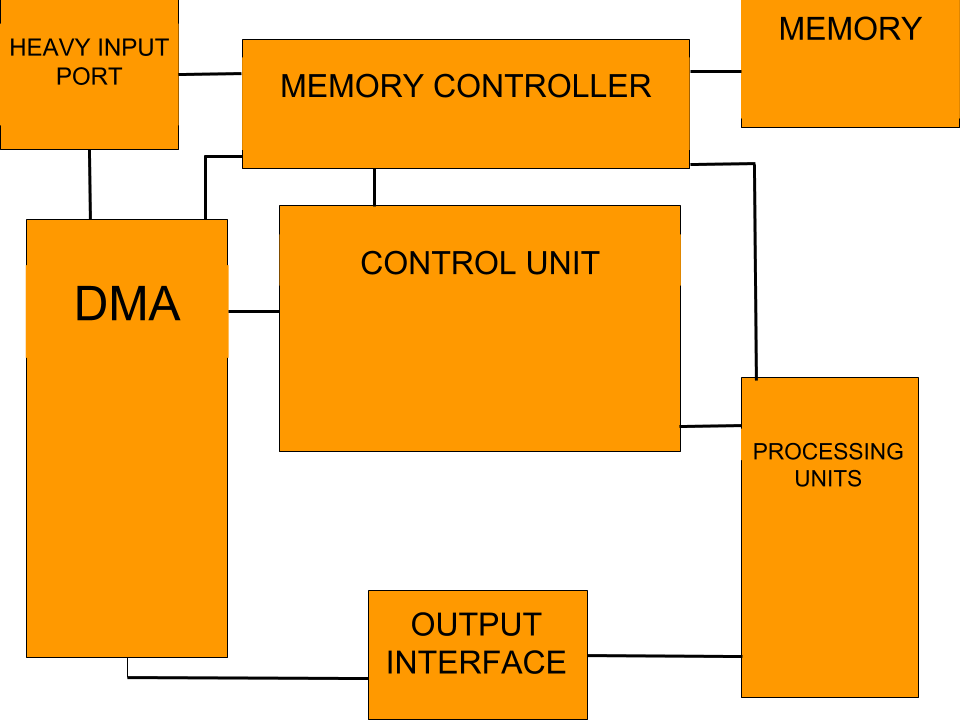 HEAVY INPUT
PORT
MEMORY CONTROLLER
MEMORY
DMA
CONTROL UNIT
PROCESSING
UNITS
OUTPUT
INTERFACE